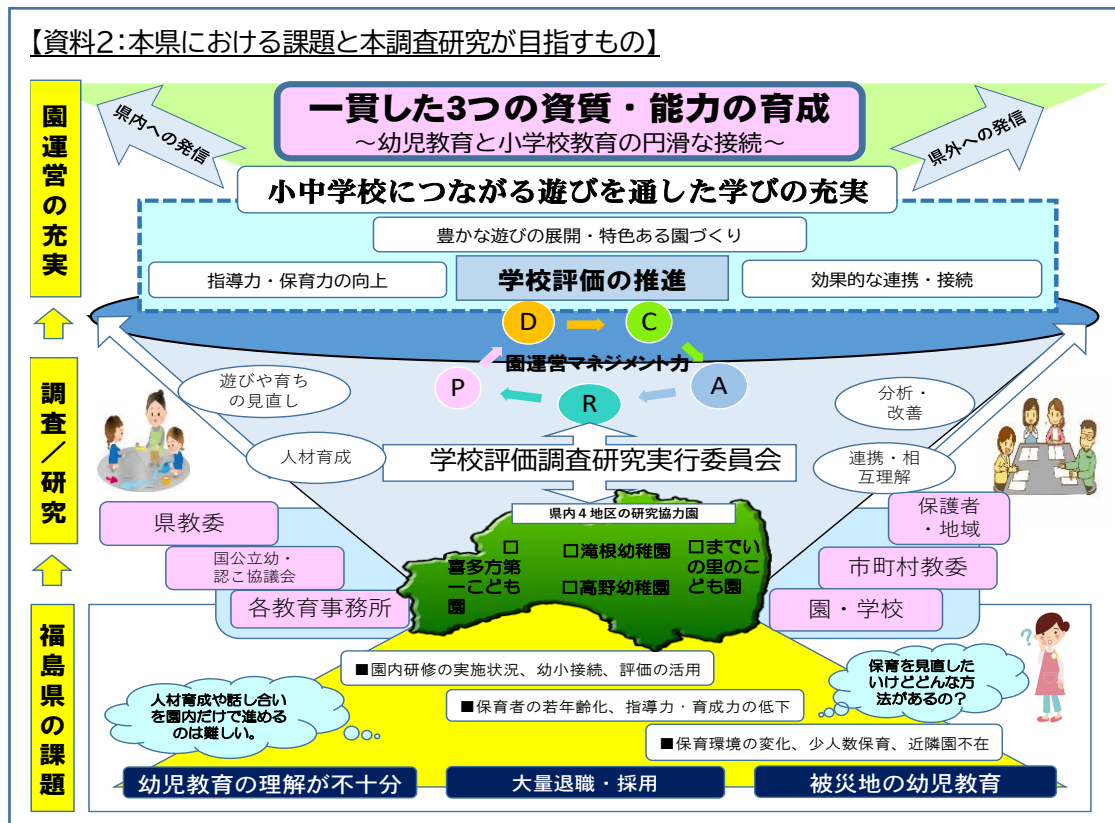 【資料2:本県における課題と本調査研究が目指すもの】
園運営の充実
県内への発信
一貫した3つの資質・能力の育成
~幼児教育と小学校教育の円滑な接続~
県外への発信
小中学校につながる遊びを通した学びの充実
豊かな遊びの展開・特色ある園づくり
指導力・保育力の向上
学校評価の推進
効果的な連携・接続
D
C
園運営マネジメント力
P
A
R
調査/研究
遊びや育ち
の見直し
人材育成
分析・
改善
連携・相
互理解
学校評価調査研究実行委員会
県教委
国公立幼・
認こ協議会
各教育事務所
県内4地区の研究協力園
□
喜多方第
一こども
園
□滝根幼稚園
□高野幼稚園
□までい
の里のこ
ども園
保護者
・地域
市町村教委
園・学校
福島県の課題
■園内研修の実施状況、幼小接続、評価の活用
■保育者の若年齢化、指導力・育成力の低下
■保育環境の変化、少人数保育、近隣園不在
人材育成や話し合い
を園内だけで進める
のは難しい。
保育を見直した
いけどどんな方
法があるの?
?
幼児教育の理解が不十分
大量退職・採用
被災地の幼児教育